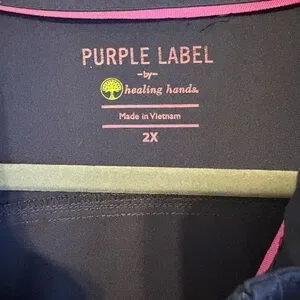 PURPLE LABEL
-by-
healing hands.
Made in Vietnam
2X